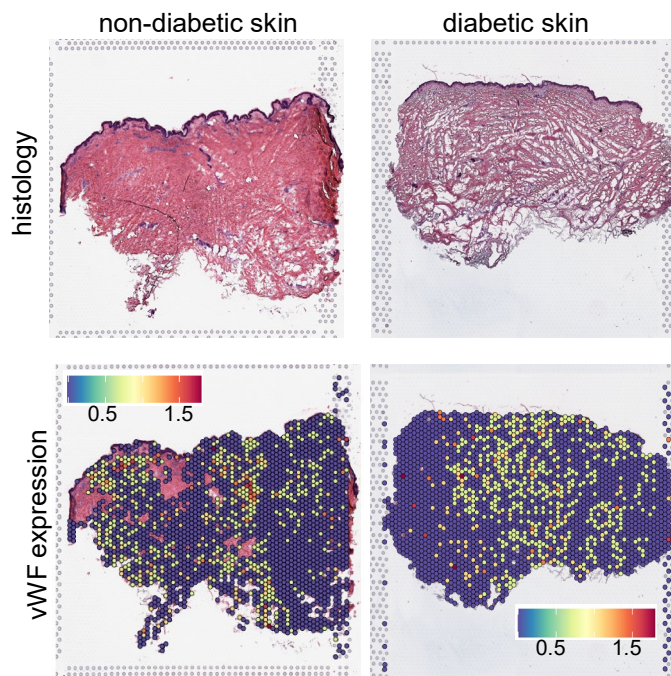 non-diabetic skin
diabetic skin
histology
vWF expression
0.5 1.5
0.5 1.5